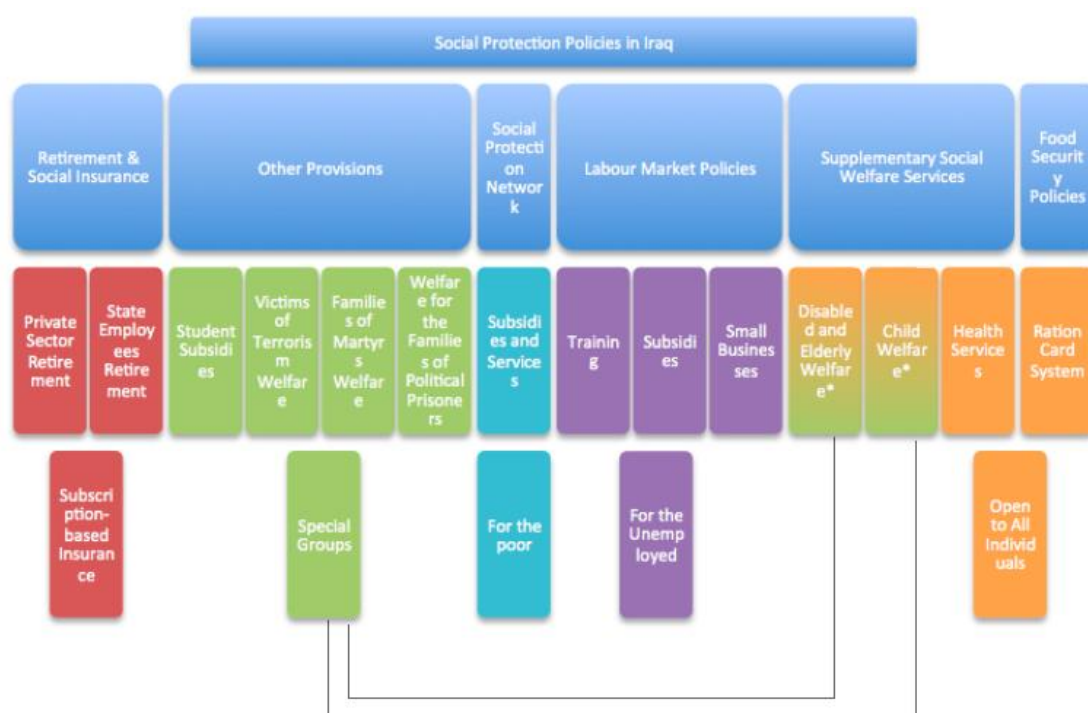 Social Protection Policies in Iraq
Retirement &
Social Insurance
Other Provisions
Social
Protecti
on
Networ
k
Labour Market Policies
Supplementary Social
Welfare Services
Food
Securit
y
Policies
Private
Sector
Retire
ment
State
Employ
ees
Retire
ment
Student
Subsidi
es
Victims
of
Terroris
m
Welfar
e
Familie
s of
Martyr
s
Welfar
e
Welfar
e for
the
Familie
s of
Political
Prisone
rs
Subsidi
es and
Service
s
Trainin
g
Subsidi
es
Small
Busines
ses
Disable
d and
Elderly
Welfar
e*
Child
Welfar
e*
Health
Service
s
Ration
Card
System
Subscri
ption-
based
Insuran
ce
Special
Groups
For the
poor
For the
Unemp
loyed
Open
to All
Individ
uals